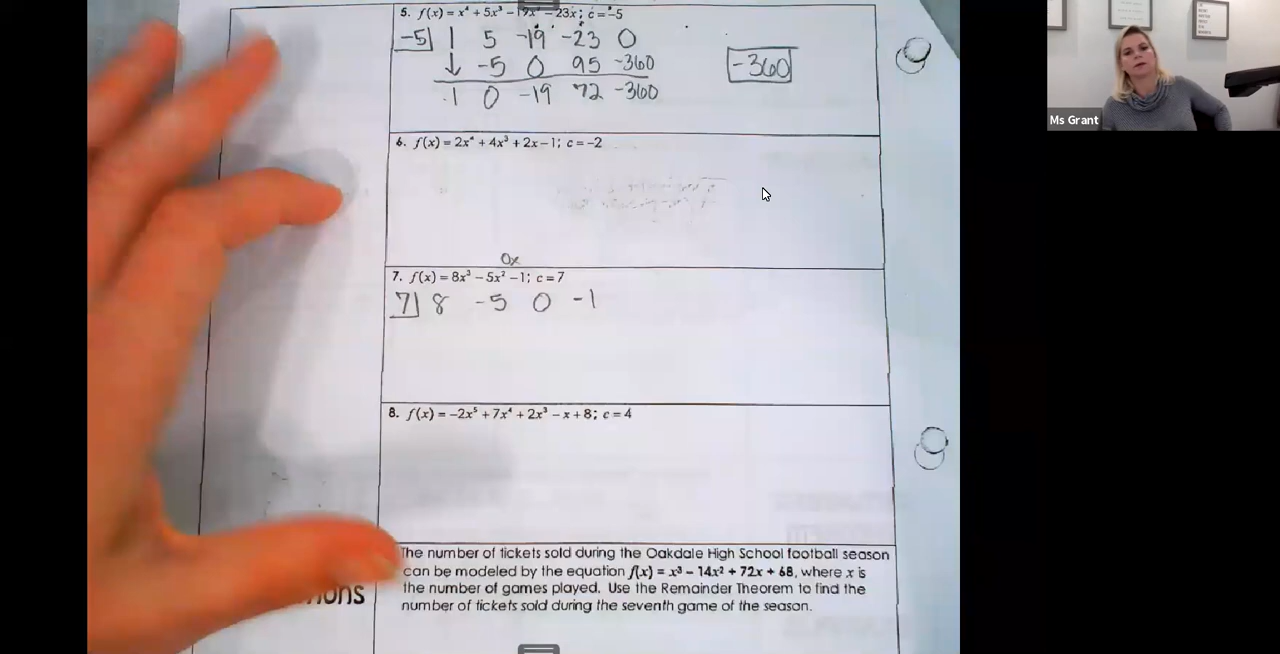 5. f(x) = x⁴ + 5x³ − 19x² − 23x; c = −5
-5| 1 5 -19 -23 0
↓ -5 0 95 -360
1 0 -19 72 -360
-360
6. f(x) = 2x⁴ + 4x³ + 2x − 1; c = −2
0x
7. f(x) = 8x³ − 5x² − 1; c = 7
7| 8 -5 0 -1
8. f(x) = −2x⁵ + 7x⁴ + 2x³ − x + 8; c = 4
The number of tickets sold during the Oakdale High School football season
can be modeled by the equation f(x) = x³ − 14x² + 72x + 68, where x is
the number of games played. Use the Remainder Theorem to find the
number of tickets sold during the seventh game of the season.
Ms Grant